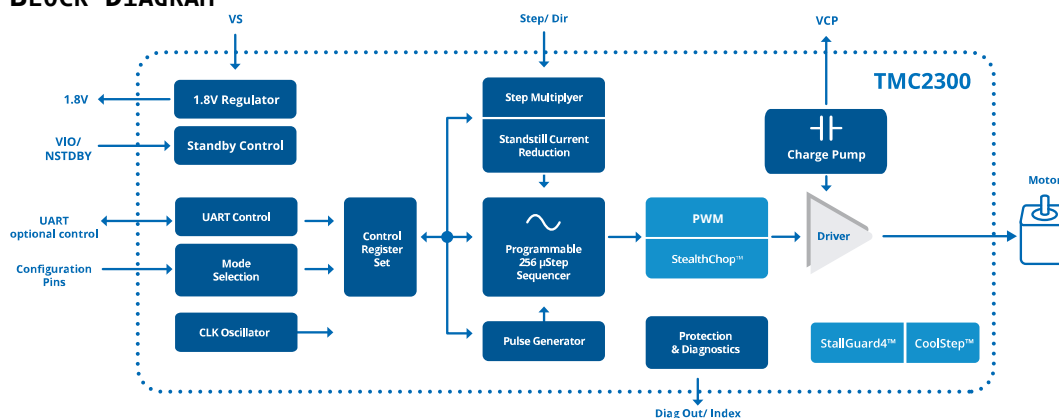 BLOCK DIAGRAM
VS
Step/ Dir
VCP
TMC2300
1.8V
1.8V Regulator
Step Multiplyer
VIO/
NSTDBY
Standby Control
Standstill Current
Reduction
Charge Pump
Motor
UART
optional control
UART Control
Control
Register
Set
Programmable
256 µStep
Sequencer
PWM
StealthChop™
Driver
Configuration
Pins
Mode
Selection
CLK Oscillator
Pulse Generator
Protection
& Diagnostics
StallGuard4™
CoolStep™
Diag Out/ Index